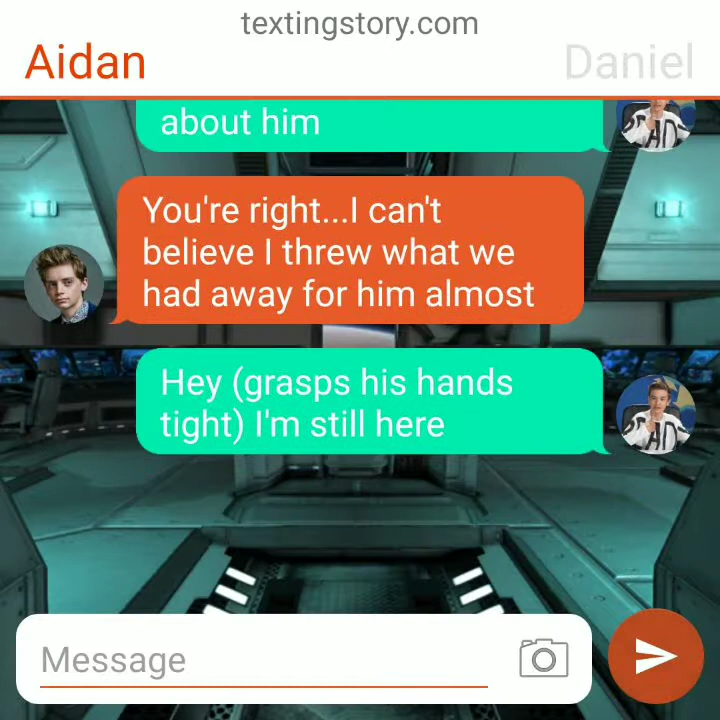 textingstory.com
Aidan
Daniel
about him
You're right...I can't
believe I threw what we
had away for him almost
Hey (grasps his hands
tight) I'm still here
Message